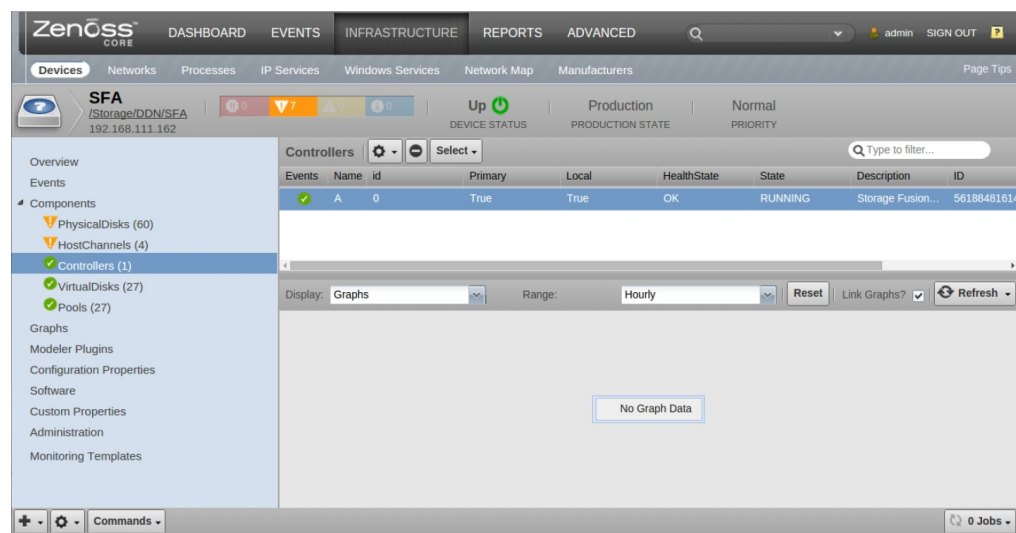 Zenoss™ CORE
DASHBOARD EVENTS INFRASTRUCTURE REPORTS ADVANCED admin SIGN OUT ?
Devices Networks Processes IP Services Windows Services Network Map Manufacturers Page Tips
SFA
/Storage/DDN/SFA
192.168.111.162
0 7 0 0
Up
DEVICE STATUS
Production
PRODUCTION STATE
Normal
PRIORITY
Overview
Events
Components
PhysicalDisks (60)
HostChannels (4)
Controllers (1)
VirtualDisks (27)
Pools (27)
Graphs
Modeler Plugins
Configuration Properties
Software
Custom Properties
Administration
Monitoring Templates
Controllers Select Type to filter...
Events Name id Primary Local HealthState State Description ID
A 0 True True OK RUNNING Storage Fusion... 5618848161
Display: Graphs Range: Hourly Reset Link Graphs? Refresh
No Graph Data
Commands 0 Jobs